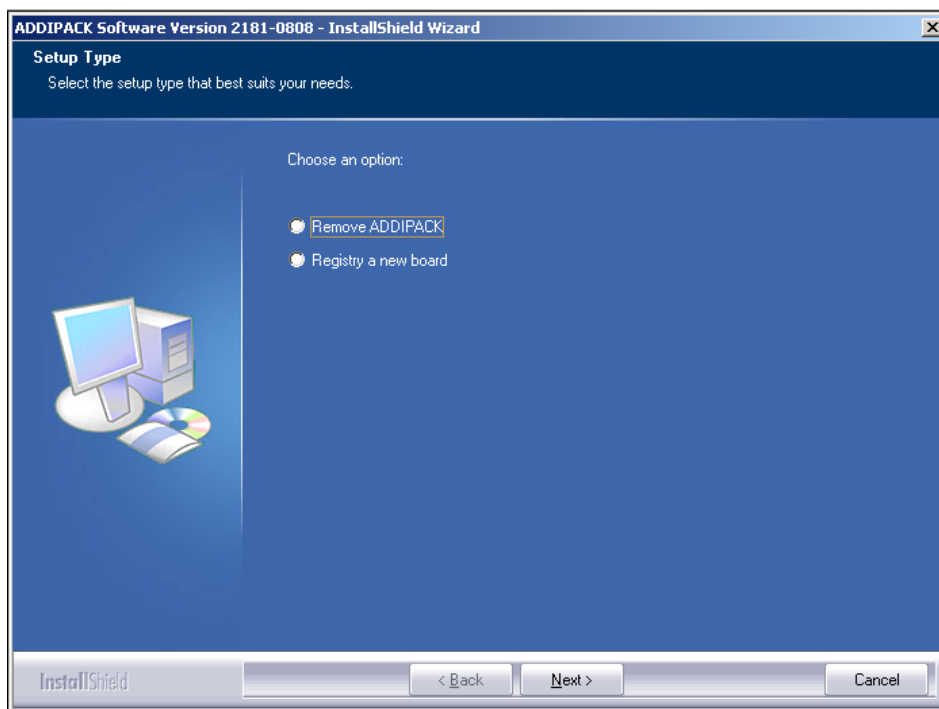 ADDIPACK Software Version 2181-0808 - InstallShield Wizard
Setup Type
Select the setup type that best suits your needs.
Choose an option:
Remove ADDIPACK
Registry a new board
InstallShield
< Back
Next >
Cancel